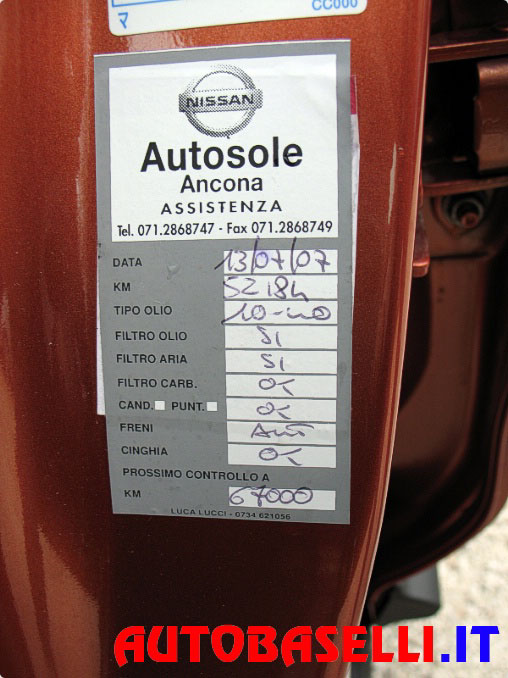 CC000
マ
NISSAN
Autosole
Ancona
ASSISTENZA
Tel. 071.2868747 - Fax 071.2868749
DATA 13/07/07
KM 52184
TIPO OLIO 10-40
FILTRO OLIO SI
FILTRO ARIA SI
FILTRO CARB. OK
CAND. PUNT. OK
FRENI
CINGHIA OK
PROSSIMO CONTROLLO A
KM 67000
LUCA LUCCI - 0734 621056
AUTOBASELLI.IT